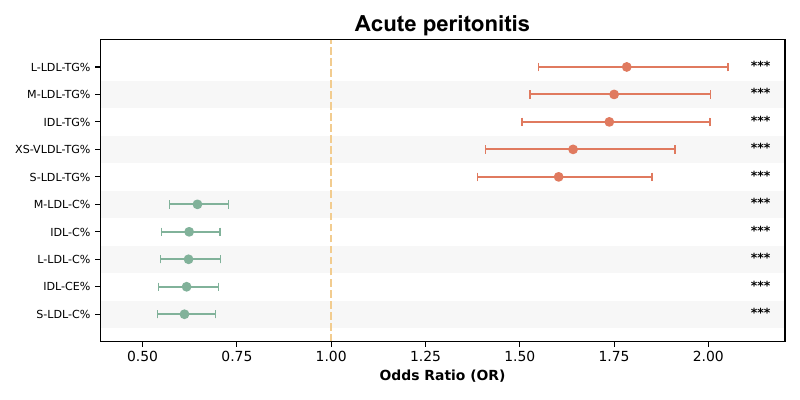 Acute peritonitis
L-LDL-TG% ***
M-LDL-TG% ***
IDL-TG% ***
XS-VLDL-TG% ***
S-LDL-TG% ***
M-LDL-C% ***
IDL-C% ***
L-LDL-C% ***
IDL-CE% ***
S-LDL-C% ***
0.50 0.75 1.00 1.25 1.50 1.75 2.00
Odds Ratio (OR)